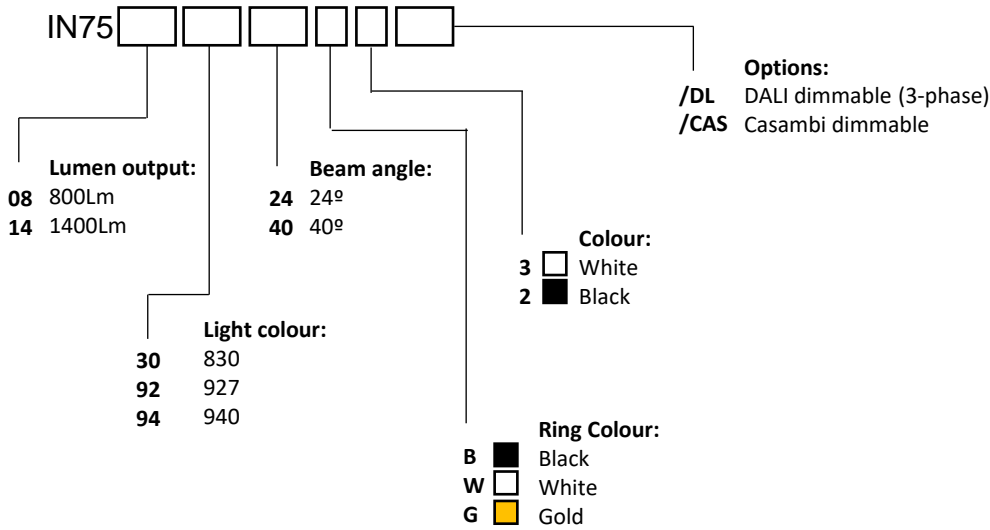 IN75
Options:
/DL DALI dimmable (3-phase)
/CAS Casambi dimmable
Lumen output:
08 800Lm
14 1400Lm
Beam angle:
24 24º
40 40º
Colour:
3 White
2 Black
Light colour:
30 830
92 927
94 940
Ring Colour:
B Black
W White
G Gold